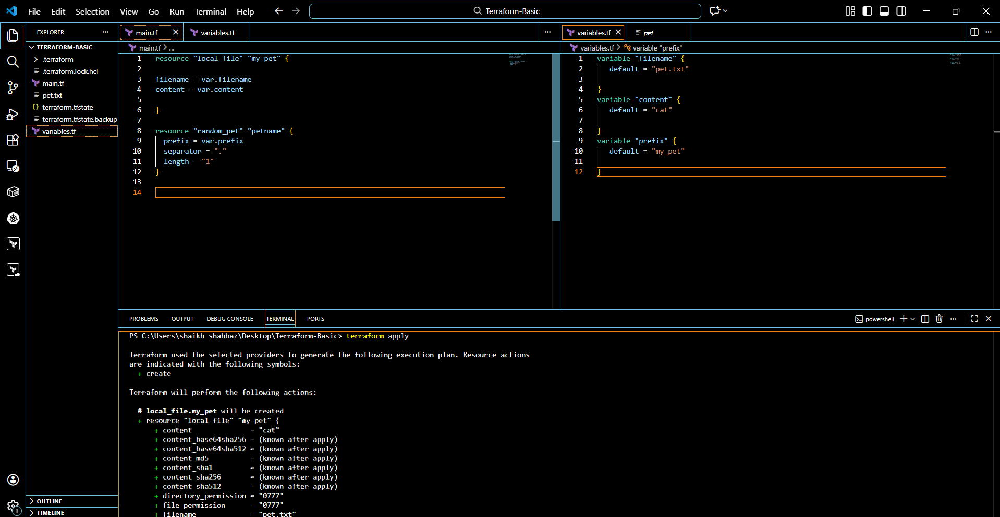 File Edit Selection View Go Run Terminal Help
Terraform-Basic
EXPLORER
TERRAFORM-BASIC
.terraform
.terraform.lock.hcl
main.tf
pet.txt
{} terraform.tfstate
terraform.tfstate.backup
variables.tf
OUTLINE
TIMELINE
1
main.tf
variables.tf
main.tf > ...
1 resource "local_file" "my_pet" {
2
3 filename = var.filename
4 content = var.content
5
6 }
7
8 resource "random_pet" "petname" {
9 prefix = var.prefix
10 separator = "."
11 length = "1"
12 }
13
14
variables.tf
pet
variables.tf > variable "prefix"
1 variable "filename" {
2 default = "pet.txt"
3
4 }
5 variable "content" {
6 default = "cat"
7
8 }
9 variable "prefix" {
10 default = "my_pet"
11
12 }
PROBLEMS OUTPUT DEBUG CONSOLE TERMINAL PORTS
powershell
PS C:\Users\shaikh shahbaz\Desktop\Terraform-Basic> terraform apply
Terraform used the selected providers to generate the following execution plan. Resource actions
are indicated with the following symbols:
+ create
Terraform will perform the following actions:
# local_file.my_pet will be created
+ resource "local_file" "my_pet" {
+ content = "cat"
+ content_base64sha256 = (known after apply)
+ content_base64sha512 = (known after apply)
+ content_md5 = (known after apply)
+ content_sha1 = (known after apply)
+ content_sha256 = (known after apply)
+ content_sha512 = (known after apply)
+ directory_permission = "0777"
+ file_permission = "0777"
+ filename = "pet.txt"